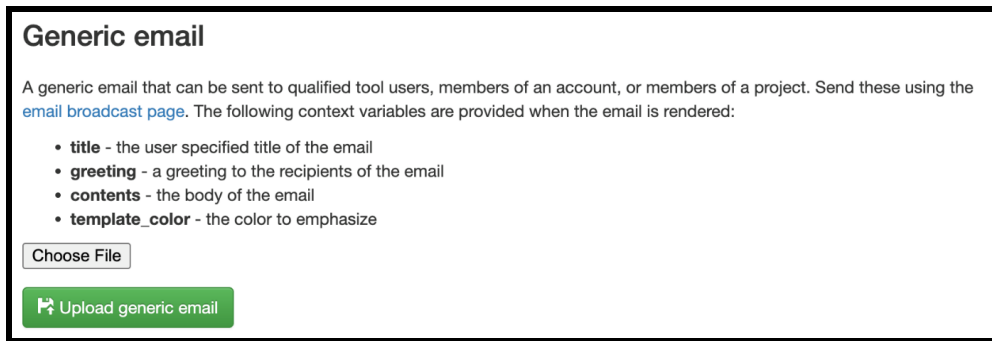 Generic email
A generic email that can be sent to qualified tool users, members of an account, or members of a project. Send these using the
email broadcast page. The following context variables are provided when the email is rendered:
• title - the user specified title of the email
• greeting - a greeting to the recipients of the email
• contents - the body of the email
• template_color - the color to emphasize
Choose File
Upload generic email